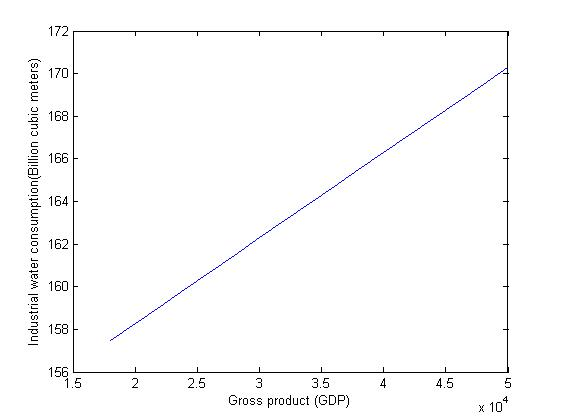 172
170
168
166
164
162
160
158
156
Industrial water consumption(Billion cubic meters)
1.5 2 2.5 3 3.5 4 4.5 5
Gross product (GDP)
x 10^4